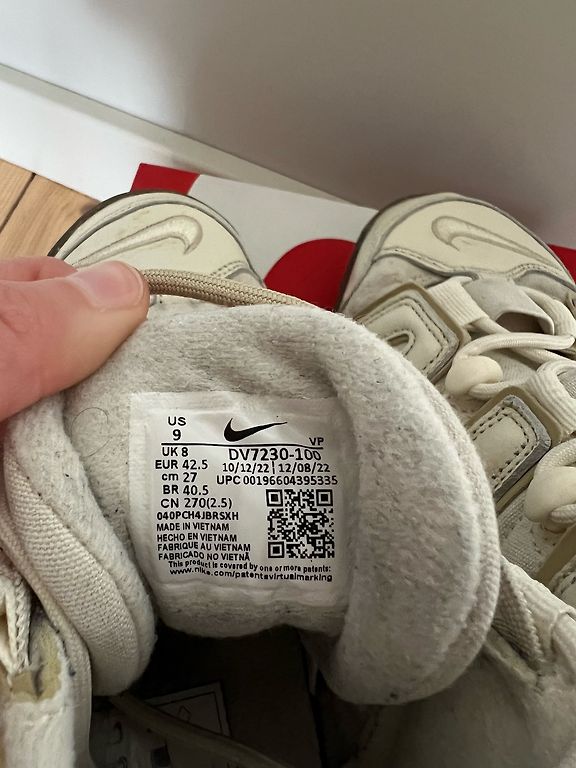 US
9
VP
UK 8
EUR 42.5
cm 27
BR 40.5
CN 270(2.5)
DV7230-100
10/12/22 | 12/08/22
UPC 00196604395335
040PCH4JBRSXH
MADE IN VIETNAM
HECHO EN VIETNAM
FABRIQUE AU VIETNAM
FABRICADO NO VIETNÃ
This product is covered by one or more patents:
www.nike.com/patentsvirtualmarking